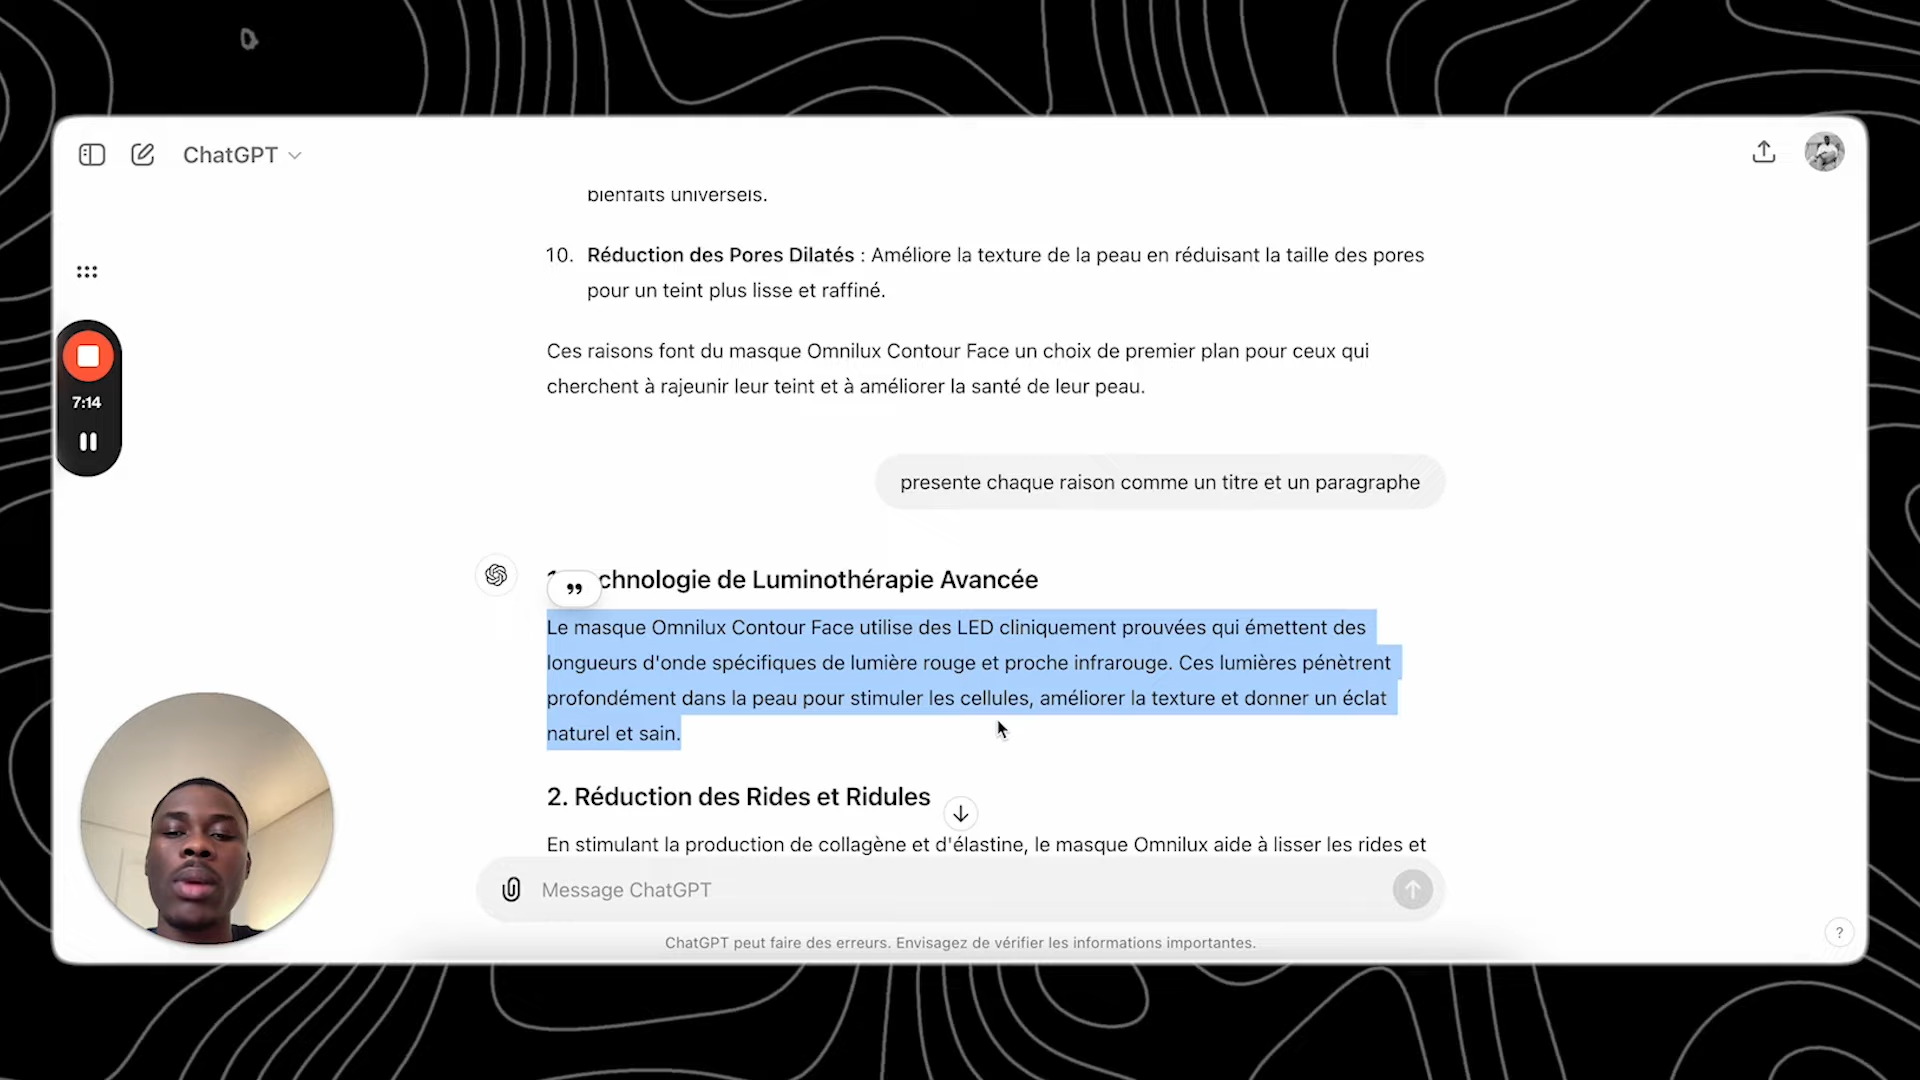 ChatGPT
bienfaits universels.
10. Réduction des Pores Dilatés : Améliore la texture de la peau en réduisant la taille des pores
pour un teint plus lisse et raffiné.
7:14
Ces raisons font du masque Omnilux Contour Face un choix de premier plan pour ceux qui
cherchent à rajeunir leur teint et à améliorer la santé de leur peau.
presente chaque raison comme un titre et un paragraphe
chnologie de Luminothérapie Avancée
Le masque Omnilux Contour Face utilise des LED cliniquement prouvées qui émettent des
longueurs d'onde spécifiques de lumière rouge et proche infrarouge. Ces lumières pénètrent
profondément dans la peau pour stimuler les cellules, améliorer la texture et donner un éclat
naturel et sain.
2. Réduction des Rides et Ridules
En stimulant la production de collagène et d'élastine, le masque Omnilux aide à lisser les rides et
Message ChatGPT
ChatGPT peut faire des erreurs. Envisagez de vérifier les informations importantes.
?